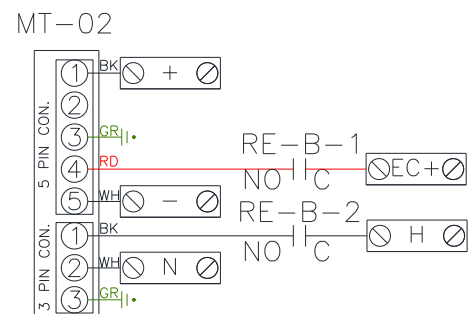 MT-02
5 PIN CON.
1 BK +
2
3 GR
4 RD RE-B-1 NO C EC+
5 WH -
3 PIN CON.
1 BK RE-B-2 NO C H
2 WH N
3 GR